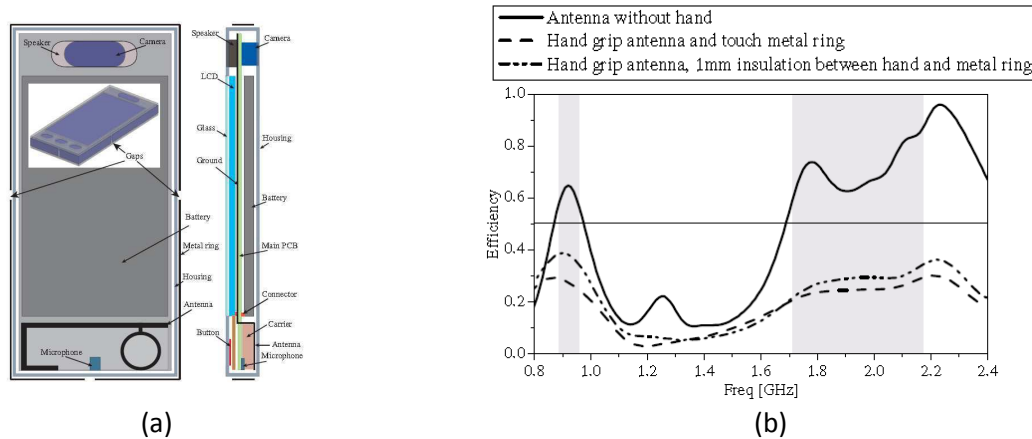 Speaker
Camera
Gaps
Battery
Metal ring
Housing
Antenna
Microphone
Speaker
Camera
LCD
Glass
Ground
Housing
Battery
Main PCB
Connector
Carrier
Button
Antenna
Microphone
(a)
Antenna without hand
Hand grip antenna and touch metal ring
Hand grip antenna, 1mm insulation between hand and metal ring
Efficiency
1.0
0.8
0.6
0.4
0.2
0.0
0.8 1.0 1.2 1.4 1.6 1.8 2.0 2.2 2.4
Freq [GHz]
(b)